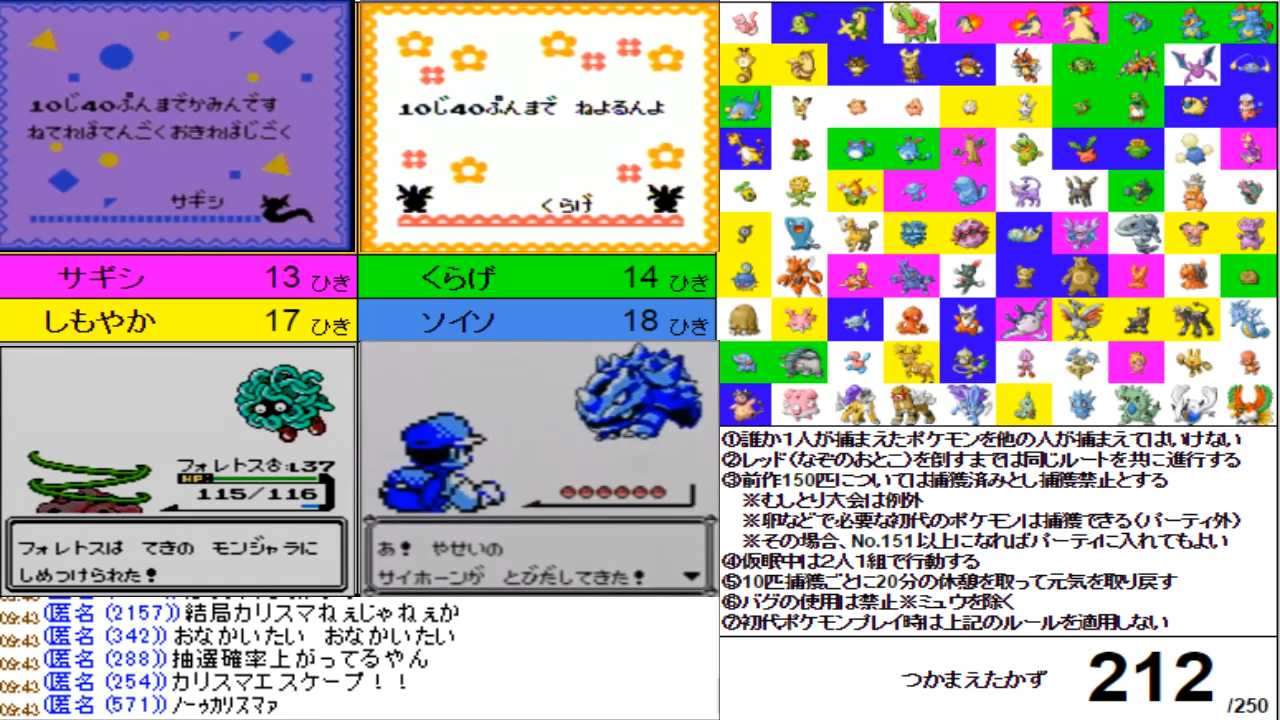 10じ40ぷんまでかみんです
ねてればてんごくおきればじごく
サギシ
10じ40ぷんまで ねよるんよ
くらげ
サギシ 13 ひき
くらげ 14 ひき
しもやか 17 ひき
ソイソ 18 ひき
フォレトス♂:L37
HP
115/116
フォレトスは てきの モンジャラに
しめつけられた!
あ! やせいの
サイホーンが とびだしてきた!
09:43 (匿名 (2157)) 結局カリスマねぇじゃねぇか
09:43 (匿名 (342)) おなかいたい おなかいたい
09:43 (匿名 (288)) 抽選確率上がってるやん
09:43 (匿名 (254)) カリスマエスケープ!!
09:43 (匿名 (571)) ノーゥカリスマァ
①誰か1人が捕まえたポケモンを他の人が捕まえてはいけない
②レッド(なぞのおとこ)を倒すまでは同じルートを共に進行する
③前作150匹については捕獲済みとし捕獲禁止とする
※むしとり大会は例外
※卵などで必要な初代のポケモンは捕獲できる(パーティ外)
※その場合、No.151以上になればパーティに入れてもよい
④仮眠中は2人1組で行動する
⑤10匹捕獲ごとに20分の休憩を取って元気を取り戻す
⑥バグの使用は禁止※ミュウを除く
⑦初代ポケモンプレイ時は上記のルールを適用しない
つかまえたかず 212 /250